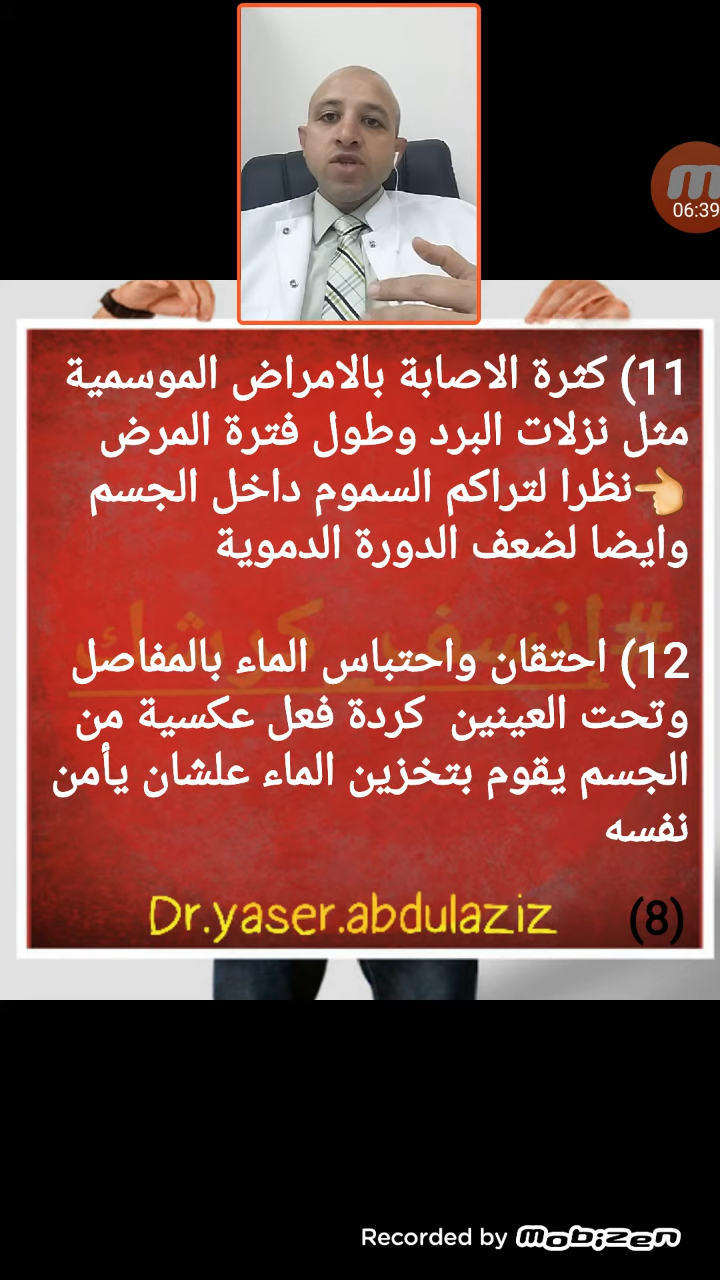 06:39
11) كثرة الاصابة بالامراض الموسمية
مثل نزلات البرد وطول فترة المرض
👈نظرا لتراكم السموم داخل الجسم
وايضا لضعف الدورة الدموية
#إنسف_كرشك
12) احتقان واحتباس الماء بالمفاصل
وتحت العينين كردة فعل عكسية من
الجسم يقوم بتخزين الماء علشان يأمن
نفسه
Dr.yaser.abdulaziz
(8)
Recorded by Mobizen